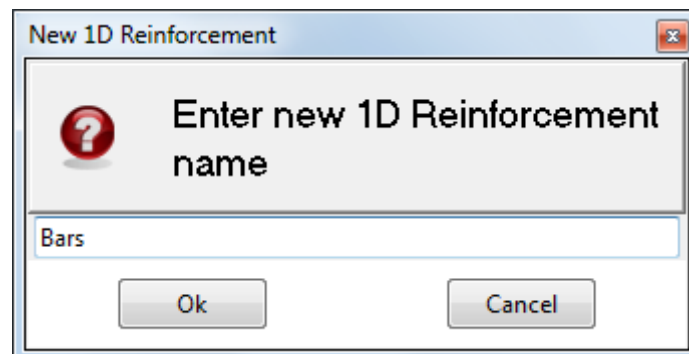 New 1D Reinforcement
Enter new 1D Reinforcement
name
Bars
Ok Cancel